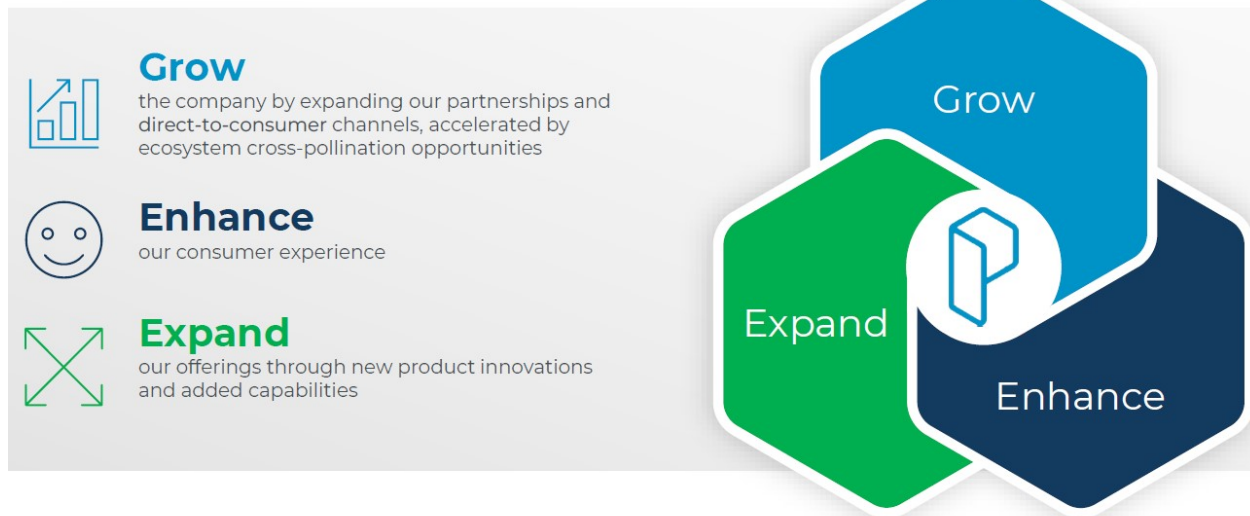 Grow
the company by expanding our partnerships and
direct-to-consumer channels, accelerated by
ecosystem cross-pollination opportunities
Enhance
our consumer experience
Expand
our offerings through new product innovations
and added capabilities
Grow
Expand
Enhance